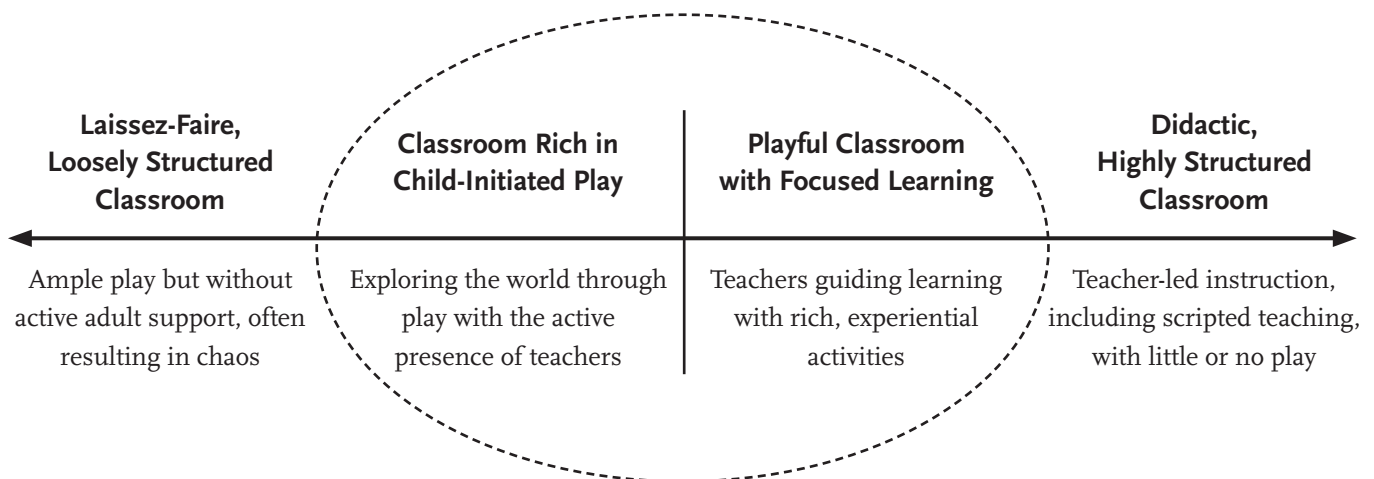 Laissez-Faire,
Loosely Structured
Classroom
Ample play but without
active adult support, often
resulting in chaos
Classroom Rich in
Child-Initiated Play
Exploring the world through
play with the active
presence of teachers
Playful Classroom
with Focused Learning
Teachers guiding learning
with rich, experiential
activities
Didactic,
Highly Structured
Classroom
Teacher-led instruction,
including scripted teaching,
with little or no play